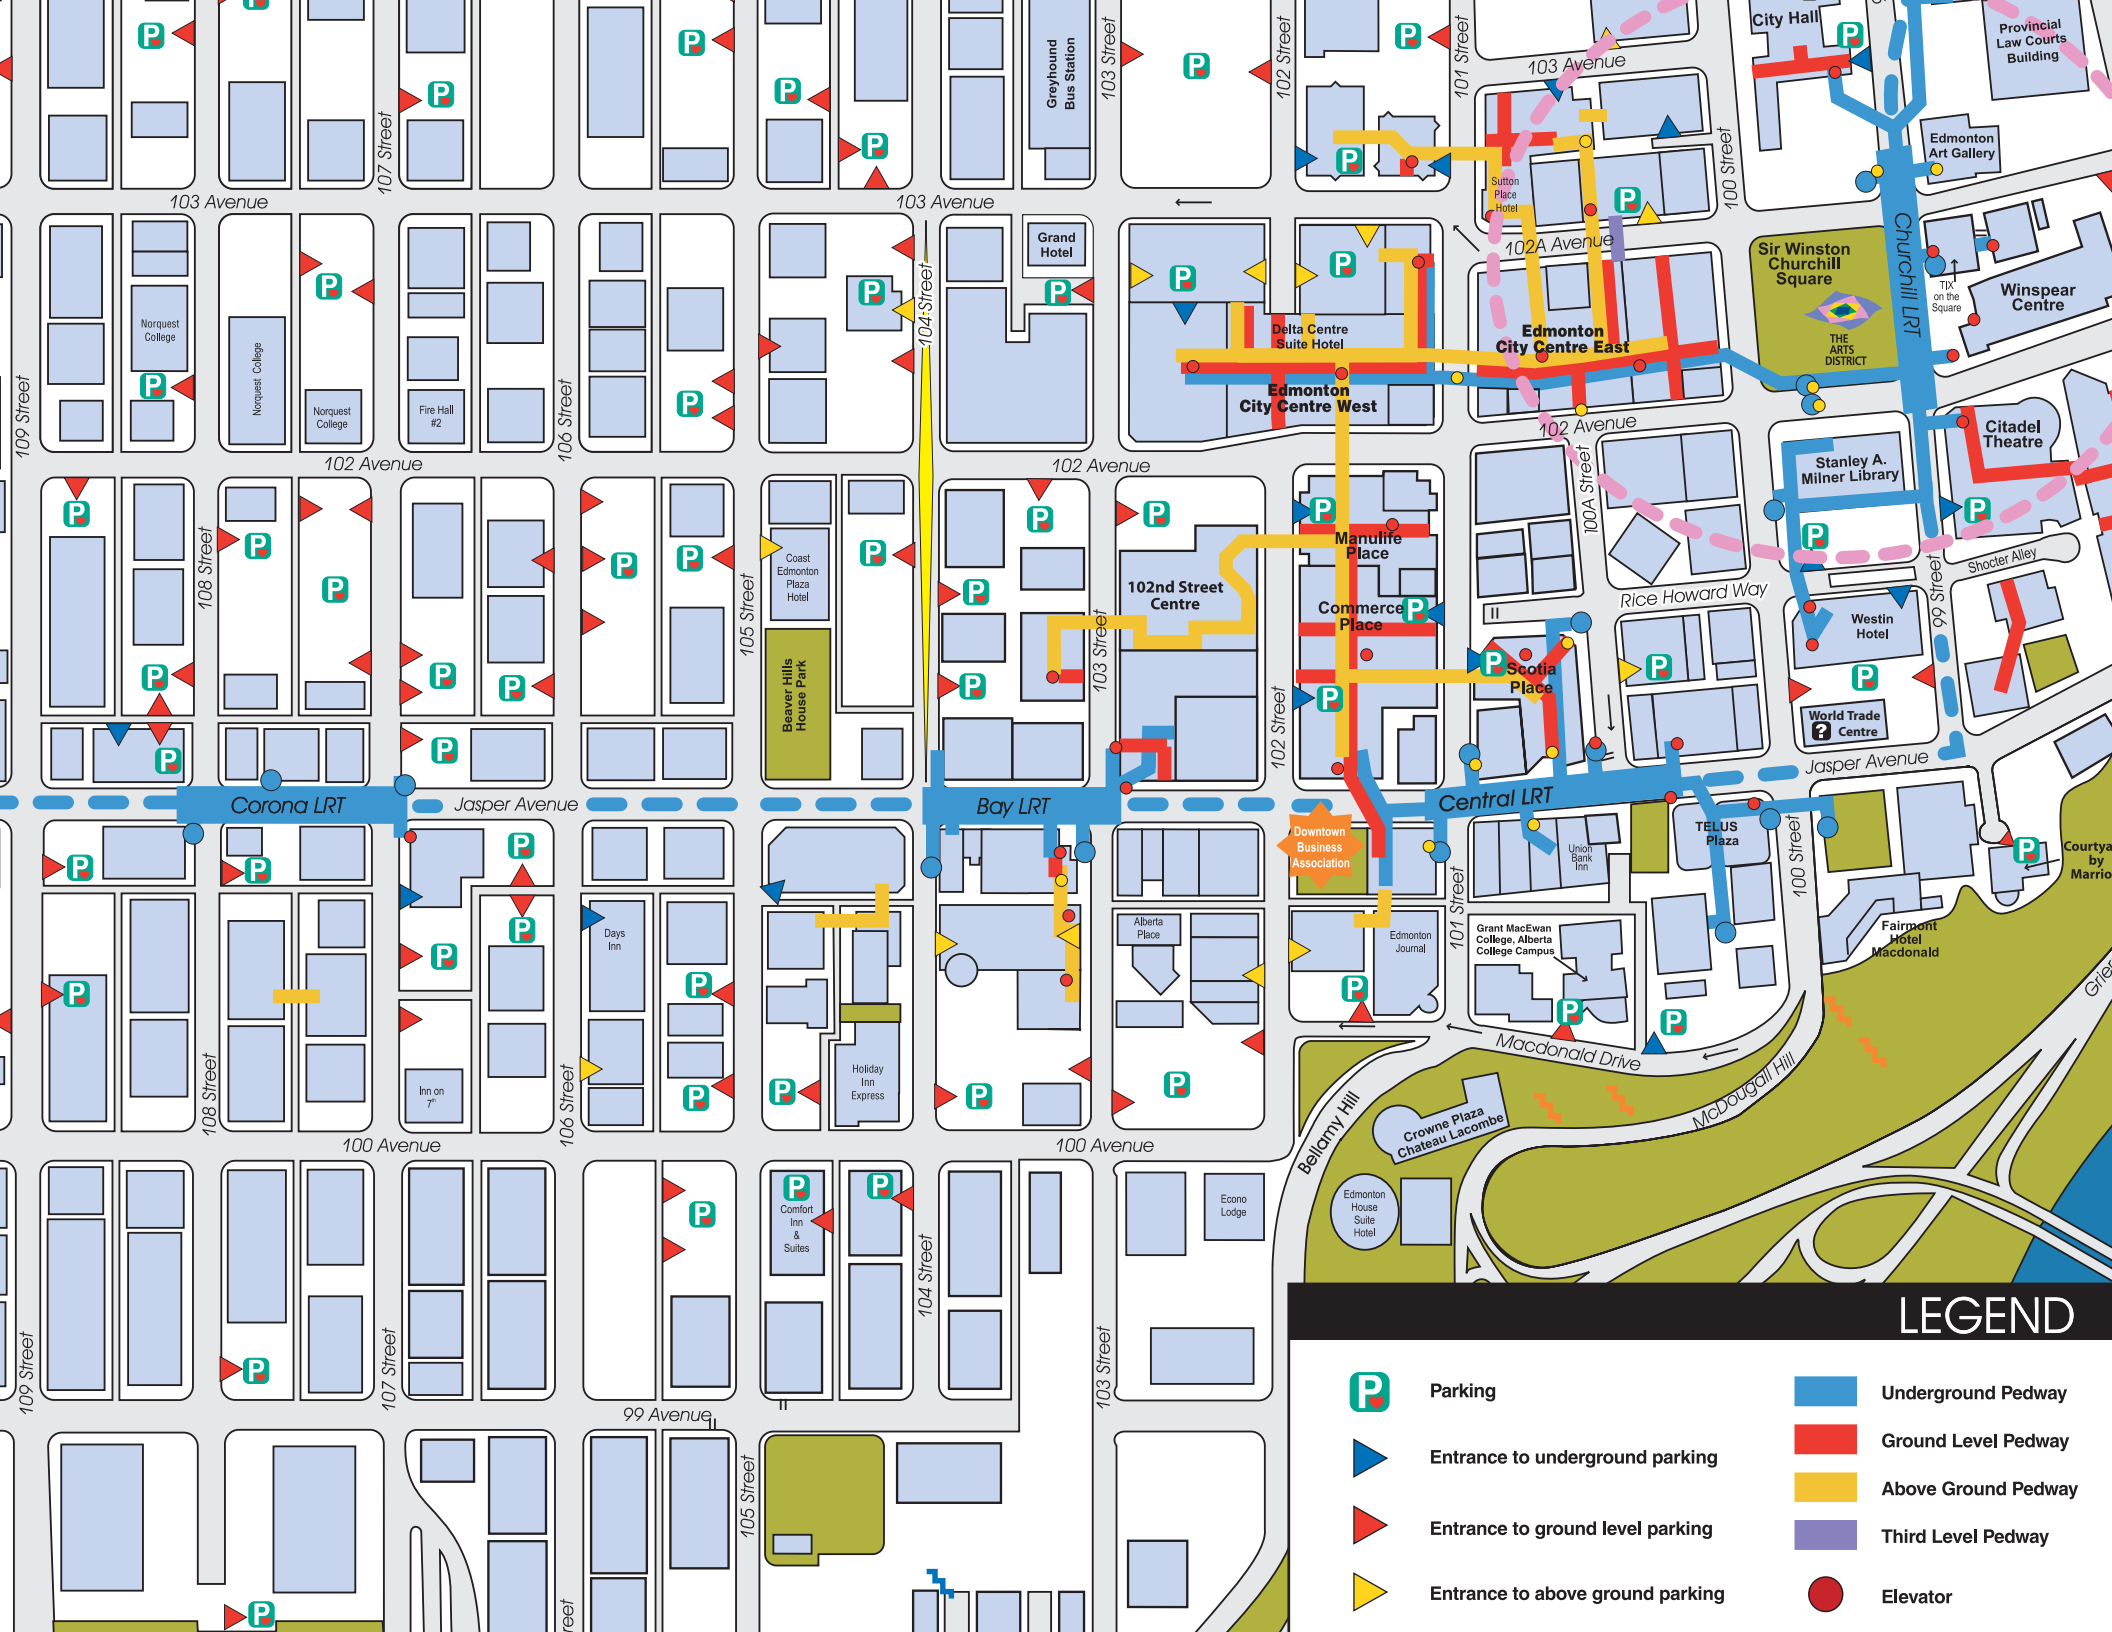 City Hall
Provincial
Law Courts
Building
Greyhound
Bus Station
103 Street
102 Street
101 Street
103 Avenue
107 Street
100 Street
Edmonton
Art Gallery
Sutton
Place
Hotel
103 Avenue
103 Avenue
Grand
Hotel
102A Avenue
Sir Winston
Churchill
Square
Churchill LRT
TIX
on the
Square
Winspear
Centre
THE
ARTS
DISTRICT
104 Street
Norquest
College
Norquest College
Norquest
College
Fire Hall
#2
Delta Centre
Suite Hotel
Edmonton
City Centre East
Edmonton
City Centre West
109 Street
106 Street
102 Avenue
102 Avenue
102 Avenue
Citadel
Theatre
Stanley A.
Milner Library
100A Street
108 Street
Coast
Edmonton
Plaza
Hotel
105 Street
Beaver Hills
House Park
102nd Street
Centre
103 Street
Manulife
Place
Commerce
Place
Scotia
Place
102 Street
Rice Howard Way
Shocter Alley
99 Street
Westin
Hotel
World Trade
Centre
?
Jasper Avenue
Corona LRT
Jasper Avenue
Bay LRT
Central LRT
Downtown
Business
Association
Union
Bank
Inn
TELUS
Plaza
100 Street
Courtya
by
Marrio
Days
Inn
Alberta
Place
Edmonton
Journal
101 Street
Grant MacEwan
College, Alberta
College Campus
Fairmont
Hotel
Macdonald
Grier
Macdonald Drive
McDougall Hill
Bellamy Hill
Crowne Plaza
Chateau Lacombe
108 Street
106 Street
Inn on
7th
Holiday
Inn
Express
100 Avenue
100 Avenue
Comfort
Inn
&
Suites
Econo
Lodge
Edmonton
House
Suite
Hotel
104 Street
109 Street
107 Street
103 Street
99 Avenue
105 Street
reet
LEGEND
P Parking
Entrance to underground parking
Entrance to ground level parking
Entrance to above ground parking
Underground Pedway
Ground Level Pedway
Above Ground Pedway
Third Level Pedway
Elevator